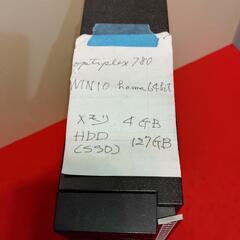 optiplex 780
WIN10 home 64bit
メモリ 4GB
HDD 127GB
(SSD)